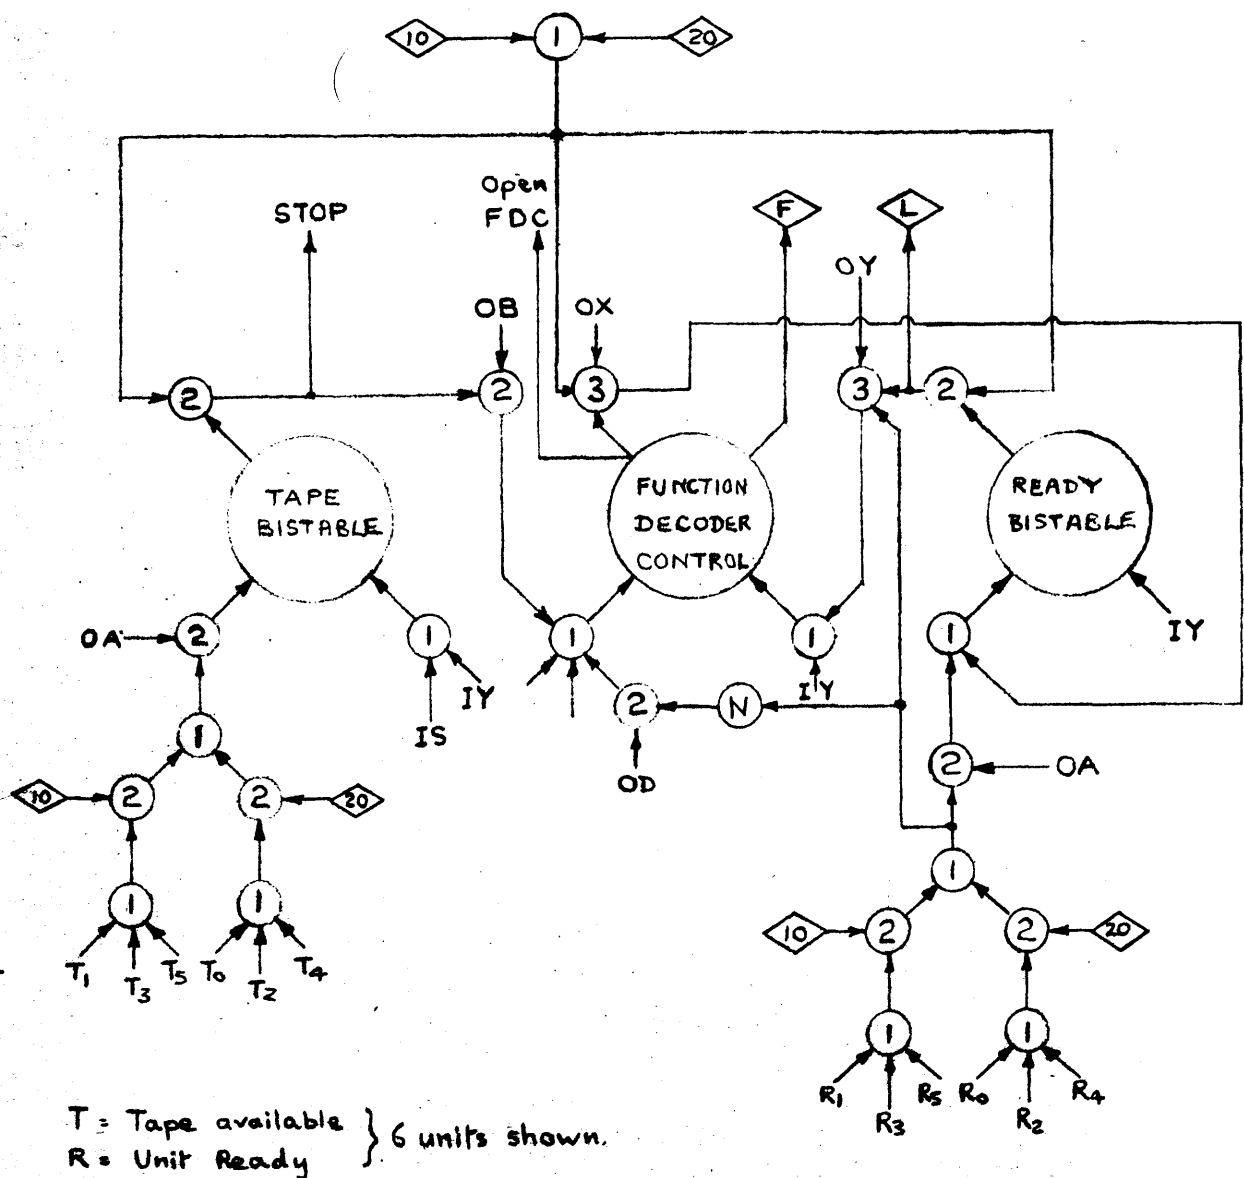 10 1 20
Open
FDC
STOP
F
L
OY
OB
OX
2
2
3
3
2
TAPE
BISTABLE
FUNCTION
DECODER
CONTROL
READY
BISTABLE
OA
2
1
1
1
1
IY
IY
IS
IY
2
N
OD
1
10
2
2
20
2
OA
1
1
1
T1
T3
T5
T0
T2
T4
10
2
2
20
1
1
R1
R3
R5
R0
R2
R4
T = Tape available } 6 units shown.
R = Unit Ready